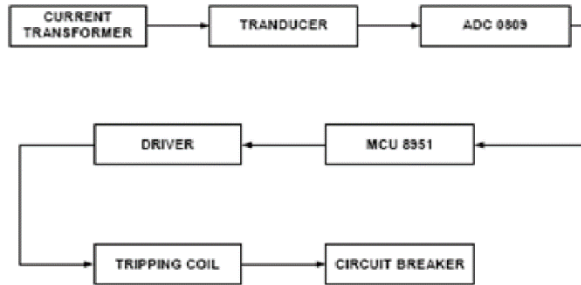 CURRENT
TRANSFORMER
TRANDUCER
ADC 0809
DRIVER
MCU 8951
TRIPPING COIL
CIRCUIT BREAKER